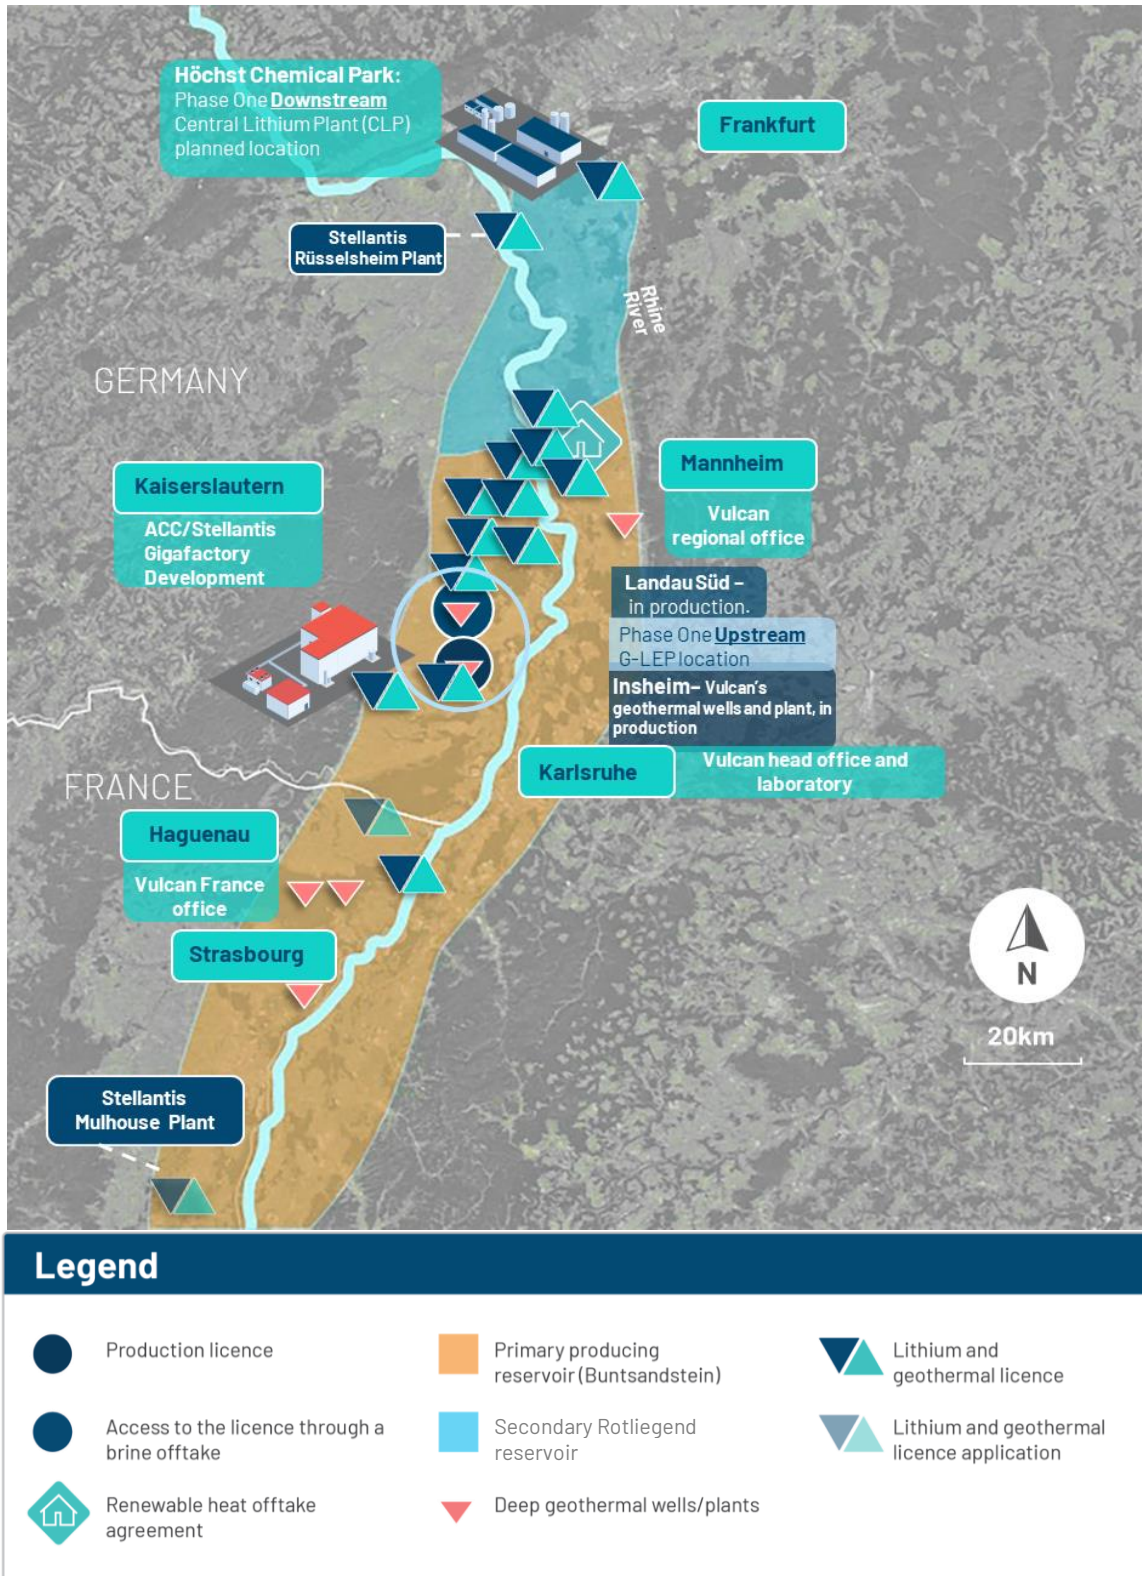 Höchst Chemical Park:
Phase One Downstream
Central Lithium Plant (CLP)
planned location
Frankfurt
Stellantis
Rüsselsheim Plant
Rhine
River
GERMANY
Kaiserslautern
ACC/Stellantis
Gigafactory
Development
Mannheim
Vulcan
regional office
Landau Süd –
in production.
Phase One Upstream
G-LEP location
Insheim– Vulcan's
geothermal wells and plant, in
production
Karlsruhe
Vulcan head office and
laboratory
FRANCE
Haguenau
Vulcan France
office
Strasbourg
N
20km
Stellantis
Mulhouse Plant
Legend
Production licence
Access to the licence through a
brine offtake
Renewable heat offtake
agreement
Primary producing
reservoir (Buntsandstein)
Secondary Rotliegend
reservoir
Deep geothermal wells/plants
Lithium and
geothermal licence
Lithium and geothermal
licence application